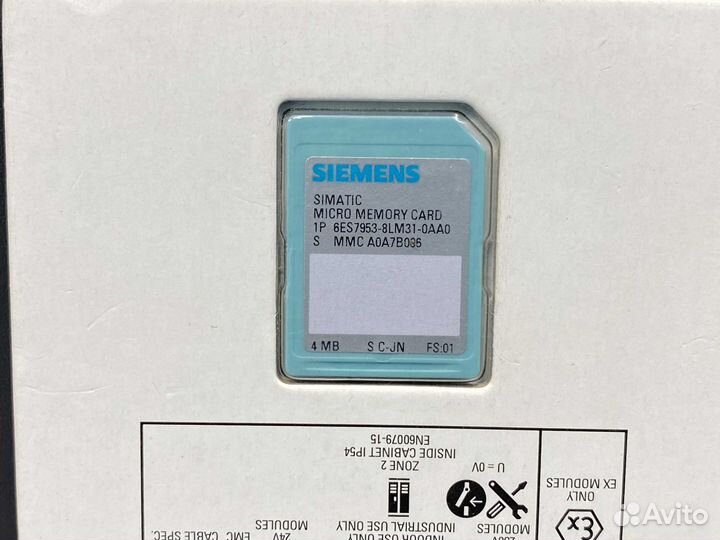 SIEMENS
SIMATIC
MICRO MEMORY CARD
1P 6ES7953-8LM31-0AA0
S MMC A0A7B036
4 MB S C-JN FS:01
EN60079-15
INSIDE CABINET IP54
ZONE 2
U = 0V
EX MODULES
ONLY
Ex
MODULES
INDUSTRIAL USE ONLY
INDOOR USE ONLY
MODULES
24V
EMC
CABLE SPEC.
Avito